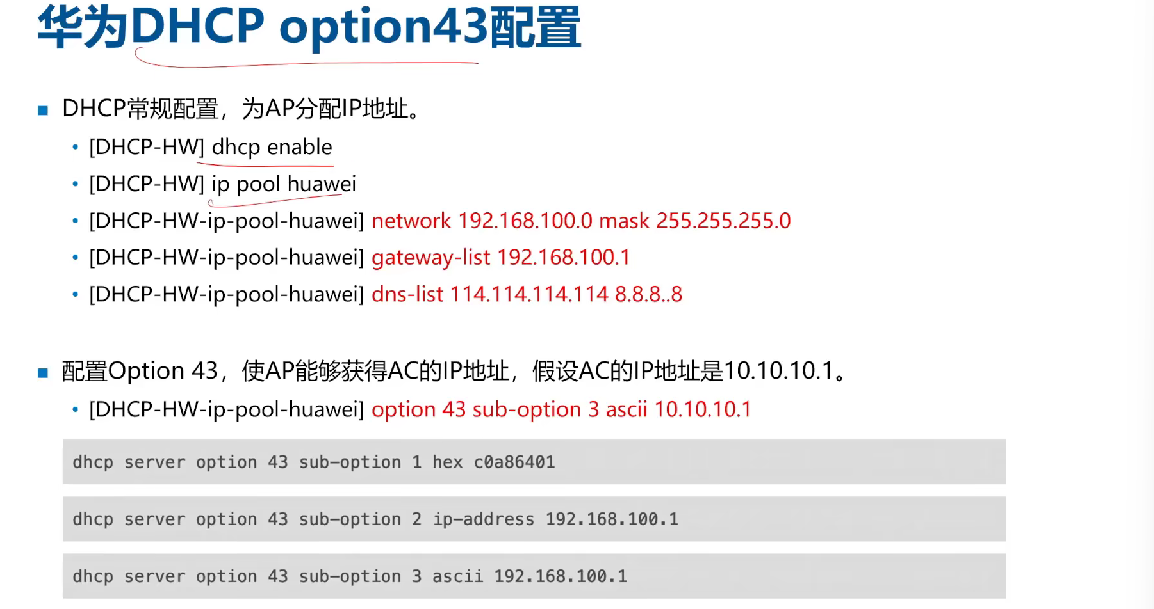 华为DHCP option43配置
DHCP常规配置，为AP分配IP地址。
[DHCP-HW] dhcp enable
[DHCP-HW] ip pool huawei
[DHCP-HW-ip-pool-huawei] network 192.168.100.0 mask 255.255.255.0
[DHCP-HW-ip-pool-huawei] gateway-list 192.168.100.1
[DHCP-HW-ip-pool-huawei] dns-list 114.114.114.114 8.8.8..8
配置Option 43，使AP能够获得AC的IP地址，假设AC的IP地址是10.10.10.1。
[DHCP-HW-ip-pool-huawei] option 43 sub-option 3 ascii 10.10.10.1
dhcp server option 43 sub-option 1 hex c0a86401
dhcp server option 43 sub-option 2 ip-address 192.168.100.1
dhcp server option 43 sub-option 3 ascii 192.168.100.1